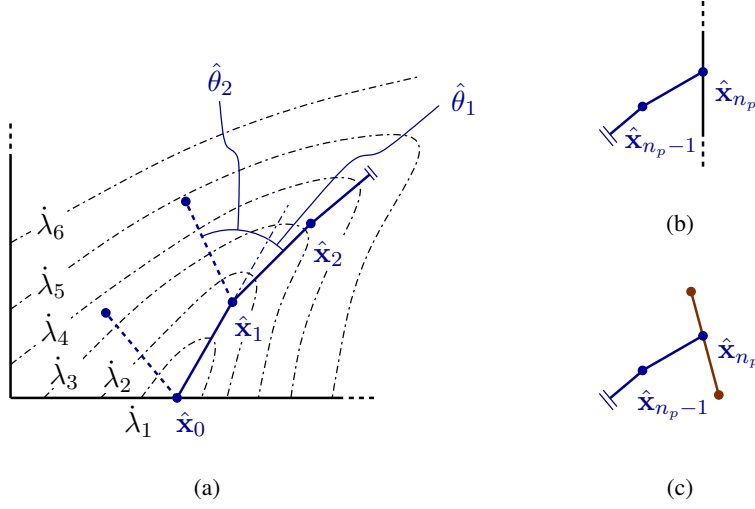 θ̂₂
θ̂₁
λ̇₆
λ̇₅
λ̇₄
λ̇₃
λ̇₂
λ̇₁
x̂₀
x̂₁
x̂₂
(a)
x̂ₙₚ
x̂ₙₚ₋₁
(b)
x̂ₙₚ
x̂ₙₚ₋₁
(c)